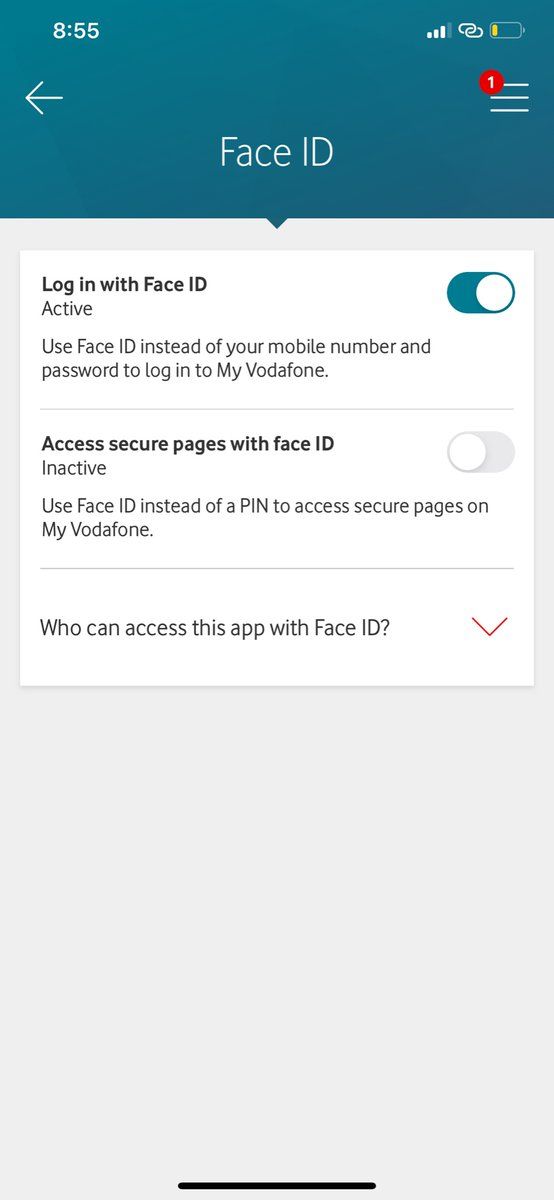 8:55
1
Face ID
Log in with Face ID
Active
Use Face ID instead of your mobile number and
password to log in to My Vodafone.
Access secure pages with face ID
Inactive
Use Face ID instead of a PIN to access secure pages on
My Vodafone.
Who can access this app with Face ID?